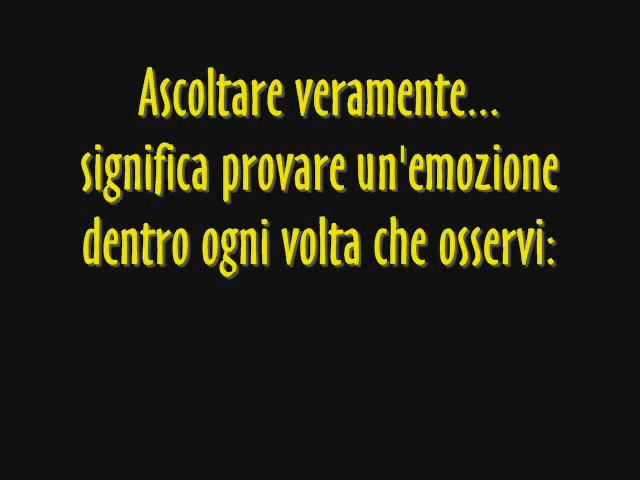 Ascoltare veramente...
significa provare un'emozione
dentro ogni volta che osservi: